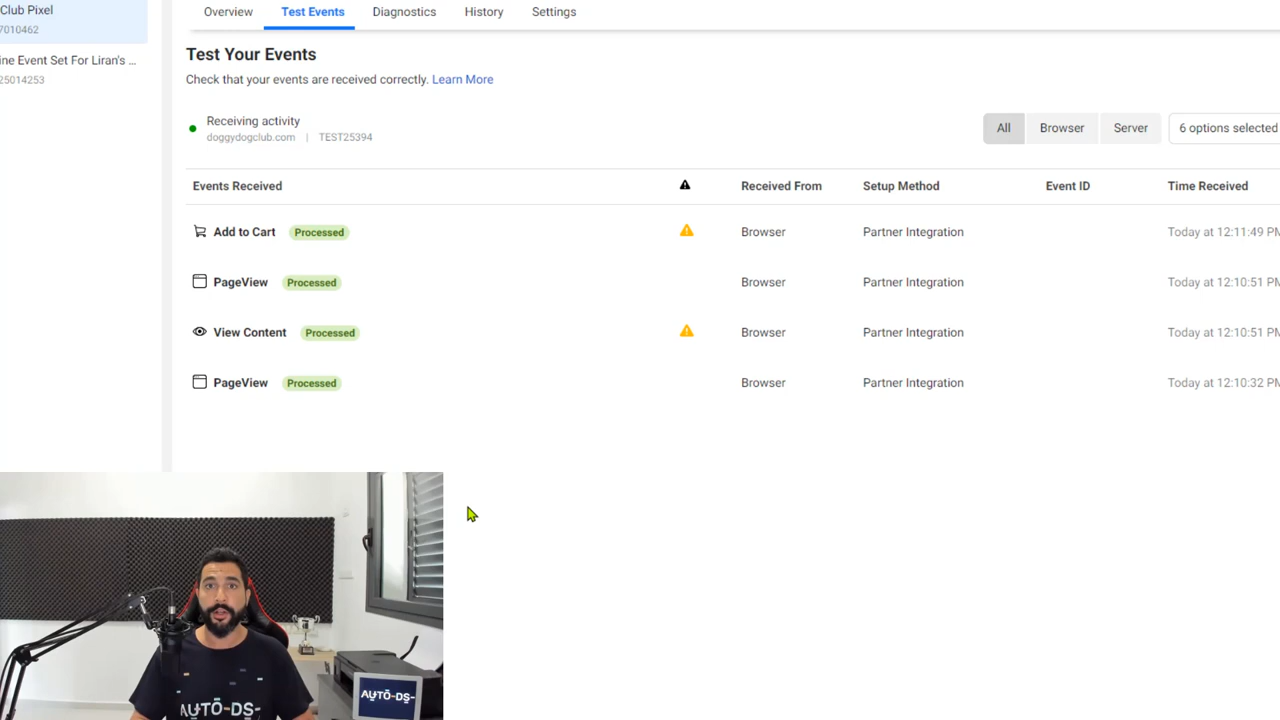 Club Pixel
7010462
ine Event Set For Liran's ...
25014253
Overview
Test Events
Diagnostics
History
Settings
Test Your Events
Check that your events are received correctly. Learn More
Receiving activity
doggydogclub.com | TEST25394
All
Browser
Server
6 options selected
Events Received
Received From
Setup Method
Event ID
Time Received
Add to Cart Processed Browser Partner Integration Today at 12:11:49 PM
PageView Processed Browser Partner Integration Today at 12:10:51 PM
View Content Processed Browser Partner Integration Today at 12:10:51 PM
PageView Processed Browser Partner Integration Today at 12:10:32 PM
AUTO-DS-
AUTO-DS-